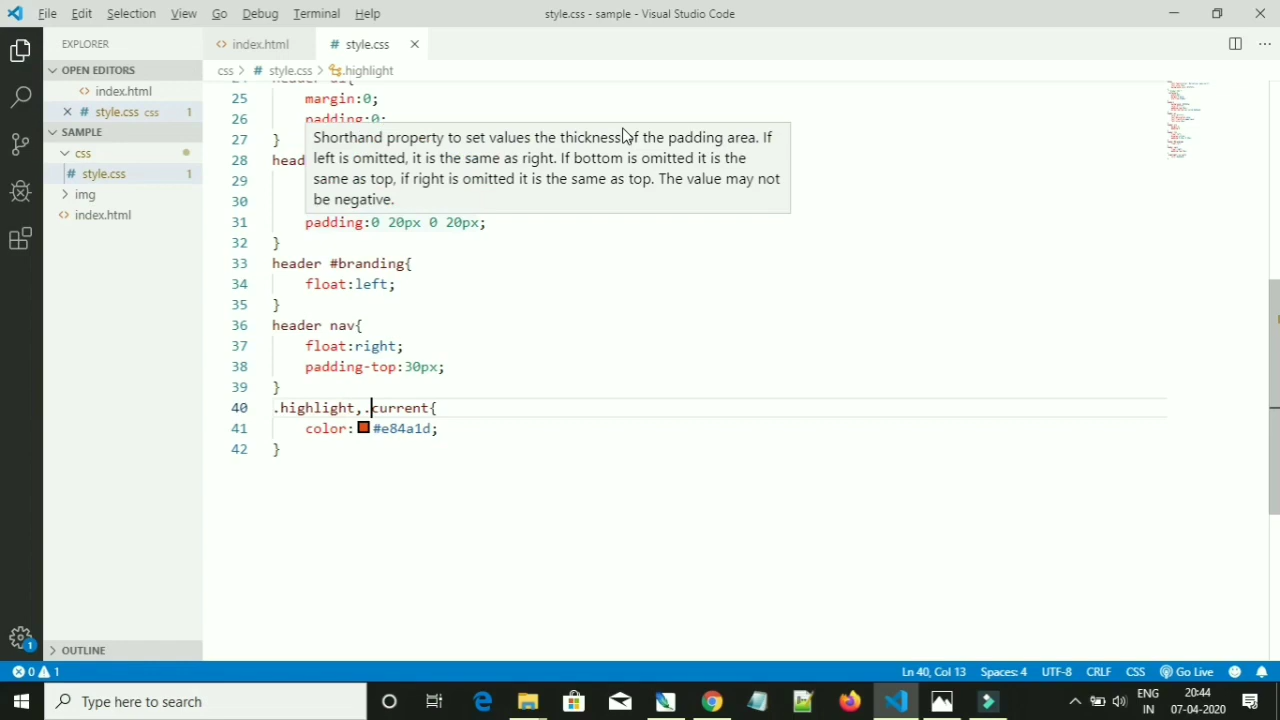 File Edit Selection View Go Debug Terminal Help style.css - sample - Visual Studio Code
EXPLORER
index.html
style.css
OPEN EDITORS
index.html
style.css css 1
SAMPLE
css
style.css 1
img
index.html
OUTLINE
css > style.css > .highlight
25 margin:0;
26 padding:0;
27 }
28 head
29
30
Shorthand property to set values the thickness of the padding area. If
left is omitted, it is the same as right. If bottom is omitted it is the
same as top, if right is omitted it is the same as top. The value may not
be negative.
31 padding:0 20px 0 20px;
32 }
33 header #branding{
34 float:left;
35 }
36 header nav{
37 float:right;
38 padding-top:30px;
39 }
40 .highlight,.current{
41 color: #e84a1d;
42 }
0 1 Ln 40, Col 13 Spaces: 4 UTF-8 CRLF CSS Go Live
1
Type here to search
ENG
IN
20:44
07-04-2020